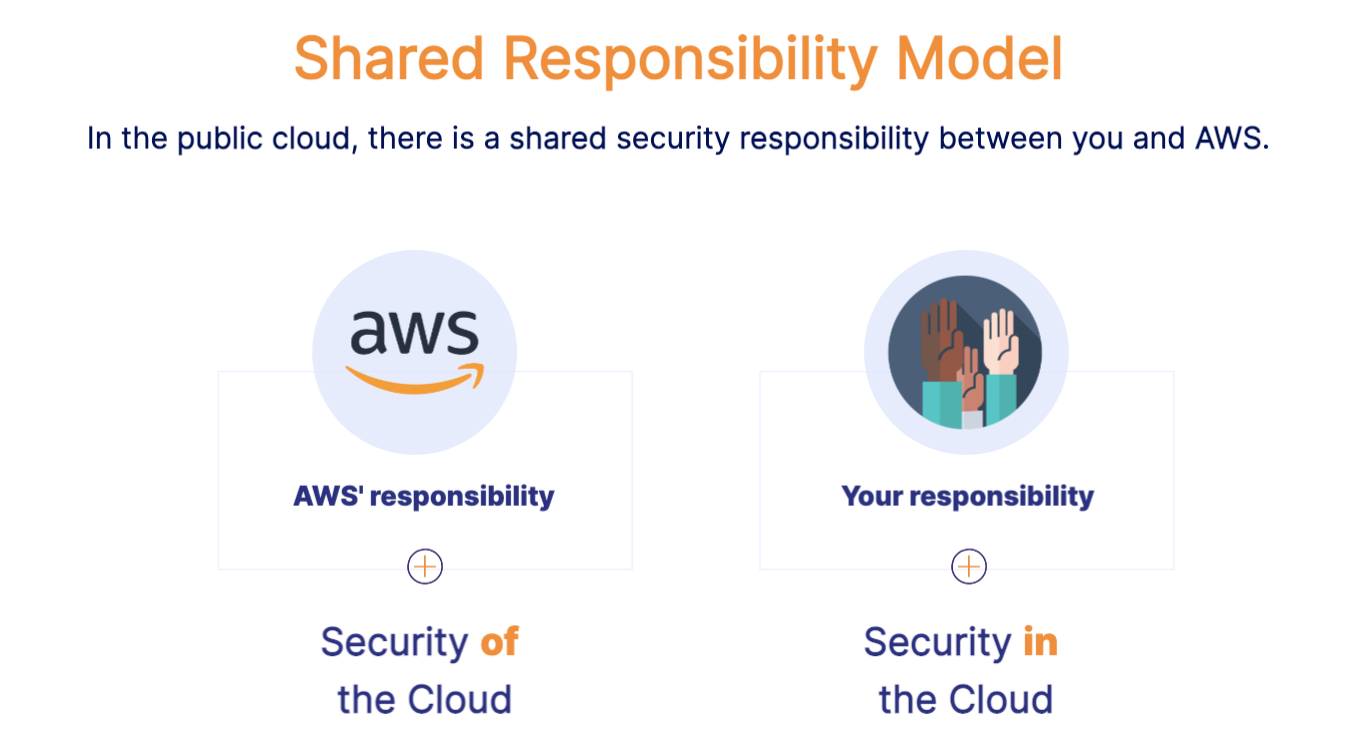 Shared Responsibility Model
In the public cloud, there is a shared security responsibility between you and AWS.
aws
AWS' responsibility
Your responsibility
Security of
the Cloud
Security in
the Cloud